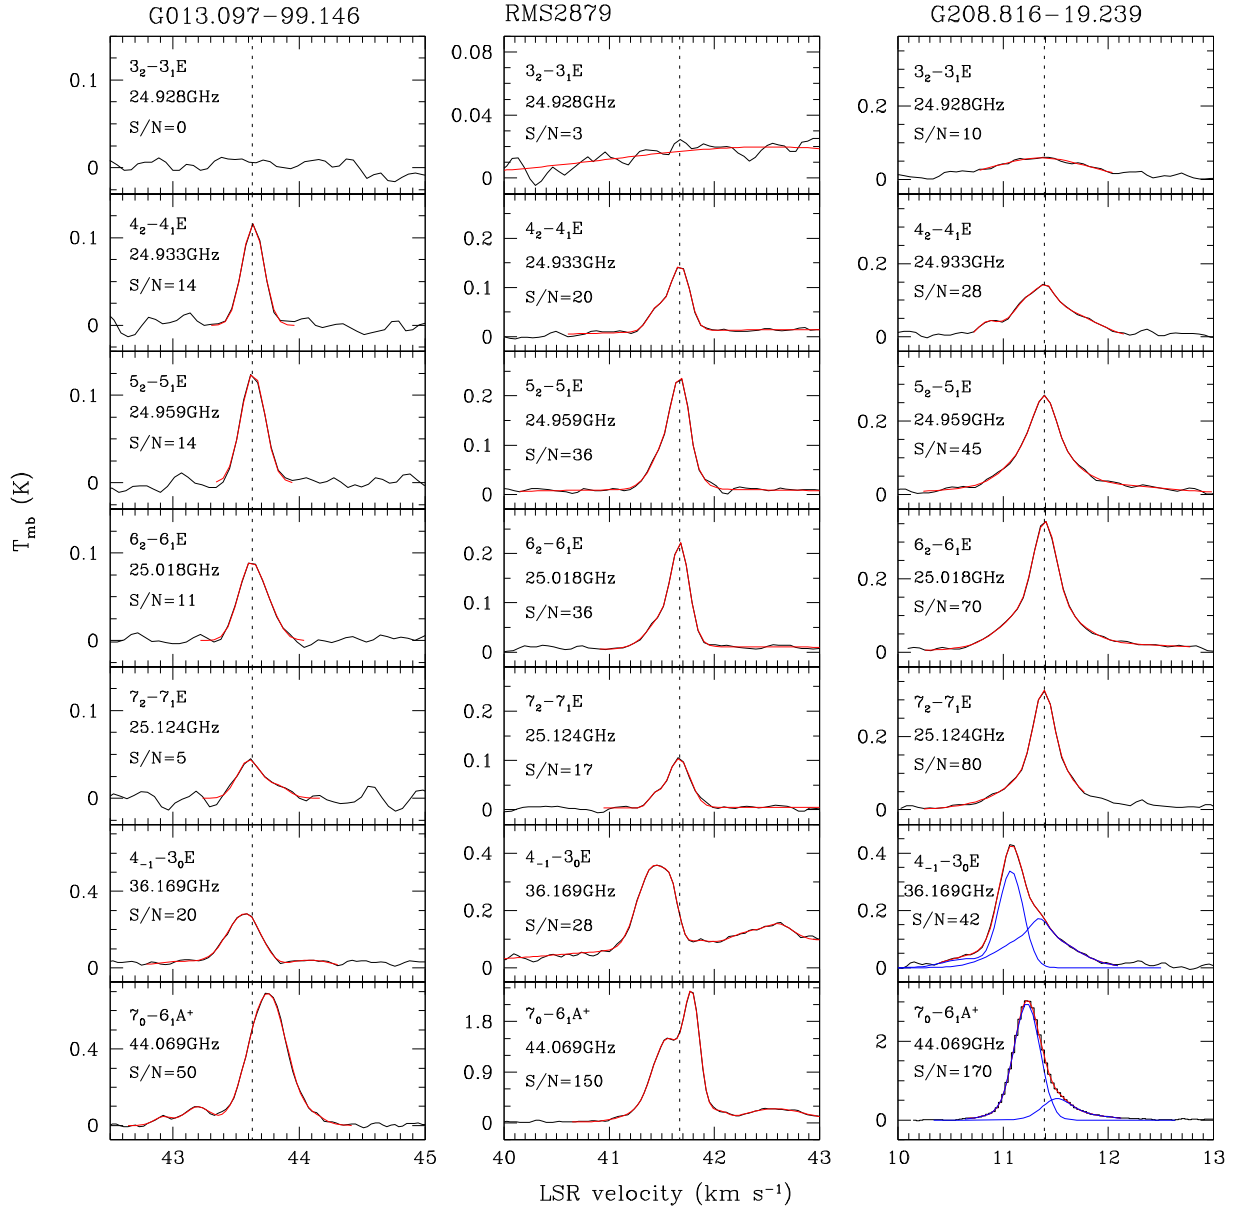 G013.097−99.146
RMS2879
G208.816−19.239
3₂−3₁E
24.928GHz
S/N=0
0.1
0
3₂−3₁E
24.928GHz
S/N=3
0.08
0.04
0
3₂−3₁E
24.928GHz
S/N=10
0.2
0
4₂−4₁E
24.933GHz
S/N=14
0.1
0
4₂−4₁E
24.933GHz
S/N=20
0.2
0.1
0
4₂−4₁E
24.933GHz
S/N=28
0.2
0
5₂−5₁E
24.959GHz
S/N=14
0.1
0
5₂−5₁E
24.959GHz
S/N=36
0.2
0.1
0
5₂−5₁E
24.959GHz
S/N=45
0.2
0
6₂−6₁E
25.018GHz
S/N=11
0.1
0
6₂−6₁E
25.018GHz
S/N=36
0.2
0.1
0
6₂−6₁E
25.018GHz
S/N=70
0.2
0
7₂−7₁E
25.124GHz
S/N=5
0.1
0
7₂−7₁E
25.124GHz
S/N=17
0.2
0.1
0
7₂−7₁E
25.124GHz
S/N=80
0.2
0
4₋₁−3₀E
36.169GHz
S/N=20
0.4
0
4₋₁−3₀E
36.169GHz
S/N=28
0.4
0.2
0
4₋₁−3₀E
36.169GHz
S/N=42
0.4
0.2
0
7₀−6₁A⁺
44.069GHz
S/N=50
0.4
0
7₀−6₁A⁺
44.069GHz
S/N=150
1.8
0.9
0
7₀−6₁A⁺
44.069GHz
S/N=170
2
0
43 44 45
40 41 42 43
10 11 12 13
T_mb (K)
LSR velocity (km s⁻¹)